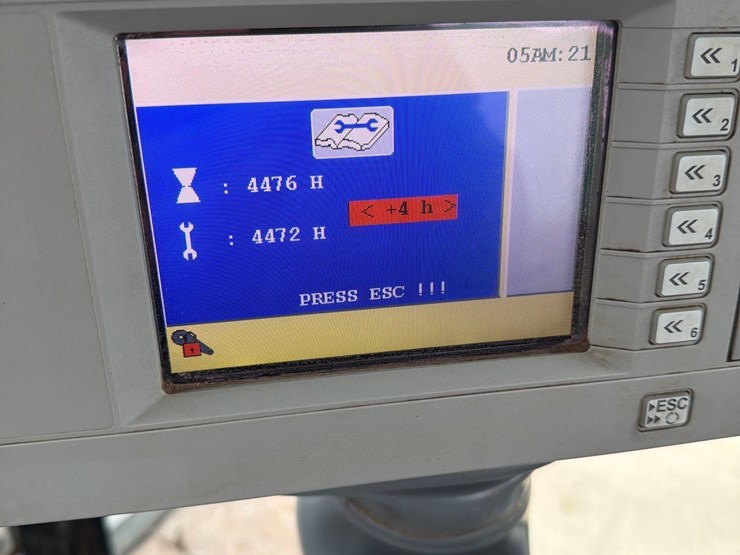 05AM:21
: 4476 H
< +4 h >
: 4472 H
PRESS ESC !!!
<< 1
<< 2
<< 3
<< 4
<< 5
<< 6
ESC